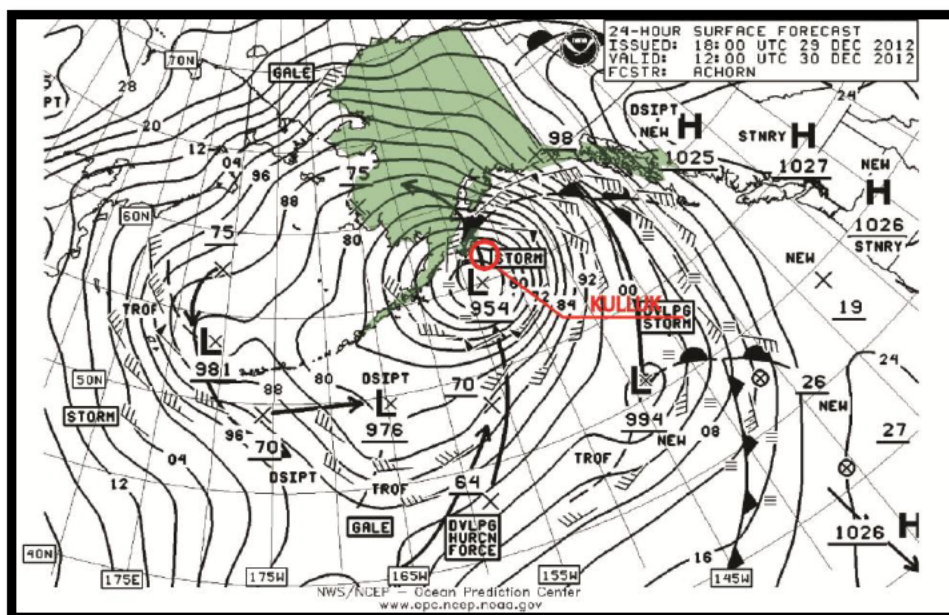 24-HOUR SURFACE FORECAST
ISSUED: 18:00 UTC 29 DEC 2012
VALID: 12:00 UTC 30 DEC 2012
FCSTR: ACHORN
70N
GALE
28
20
12
04
96
88
75
98
DSIPT
NEW
H
1025
STNRY
H
1027
NEW
H
1026
STNRY
24
60N
75
80
STORM
L
954
92
84
00
KULLUK
DVLPG
STORM
NEW
19
TROF
L
981
88
80
DSIPT
L
976
70
L
994
NEW
08
26
NEW
24
27
50N
STORM
96
70
DSIPT
04
12
TROF
64
TROF
GALE
DVLPG
HURCN
FORCE
16
1026
H
40N
175E
175W
165W
155W
145W
NWS/NCEP – Ocean Prediction Center
www.opc.ncep.noaa.gov